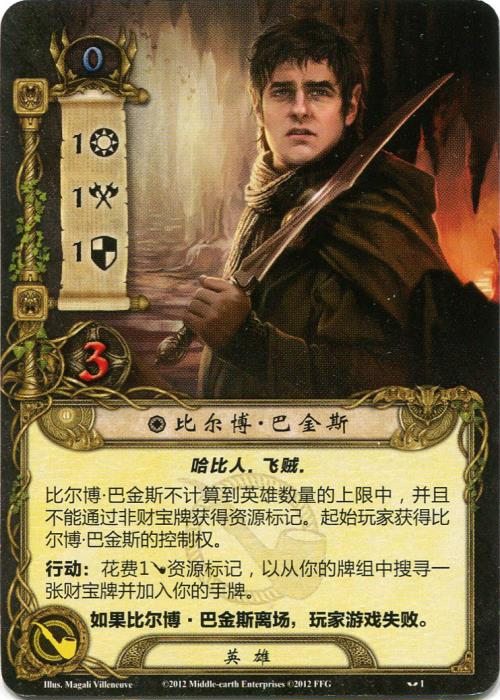 0
1
1
1
3
比尔博·巴金斯
哈比人. 飞贼.
比尔博·巴金斯不计算到英雄数量的上限中，并且
不能通过非财宝牌获得资源标记。起始玩家获得比
尔博·巴金斯的控制权。
行动：花费1资源标记，以从你的牌组中搜寻一
张财宝牌并加入你的手牌。
如果比尔博·巴金斯离场，玩家游戏失败。
英雄
Illus. Magali Villeneuve ©2012 Middle-earth Enterprises ©2012 FFG 1